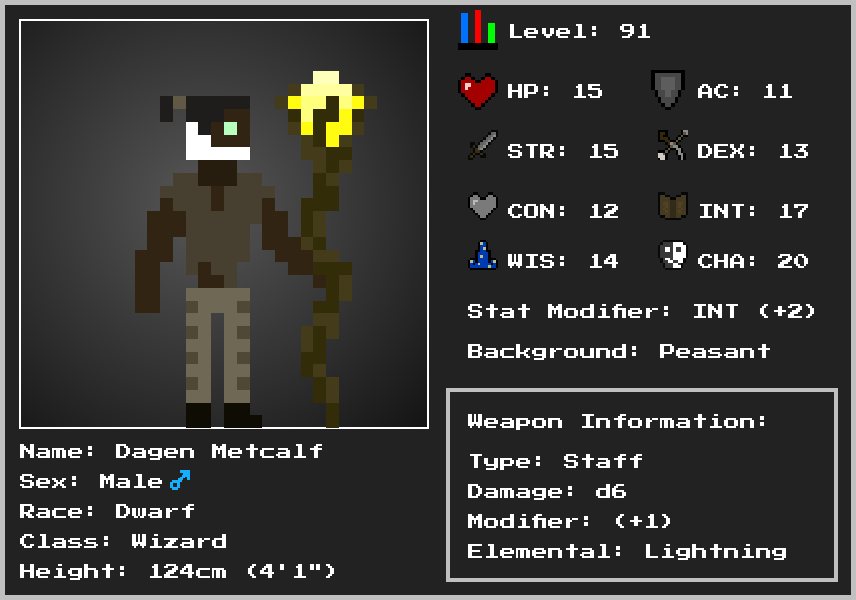 Level: 91
HP: 15 AC: 11
STR: 15 DEX: 13
CON: 12 INT: 17
WIS: 14 CHA: 20
Stat Modifier: INT (+2)
Background: Peasant
Weapon Information:
Type: Staff
Damage: d6
Modifier: (+1)
Elemental: Lightning
Name: Dagen Metcalf
Sex: Male♂
Race: Dwarf
Class: Wizard
Height: 124cm (4'1")